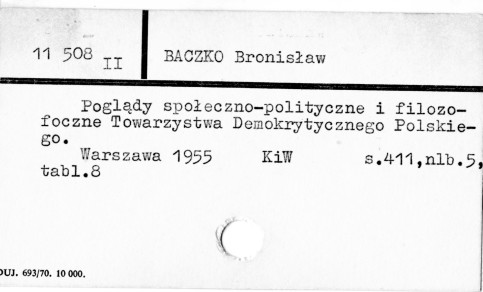 11 508 II BACZKO Bronisław
Poglądy społeczno-polityczne i filozo-
foczne Towarzystwa Demokrytycznego Polskie-
go.
Warszawa 1955 KiW s.411,nlb.5,
tabl.8
DUJ. 693/70. 10 000.